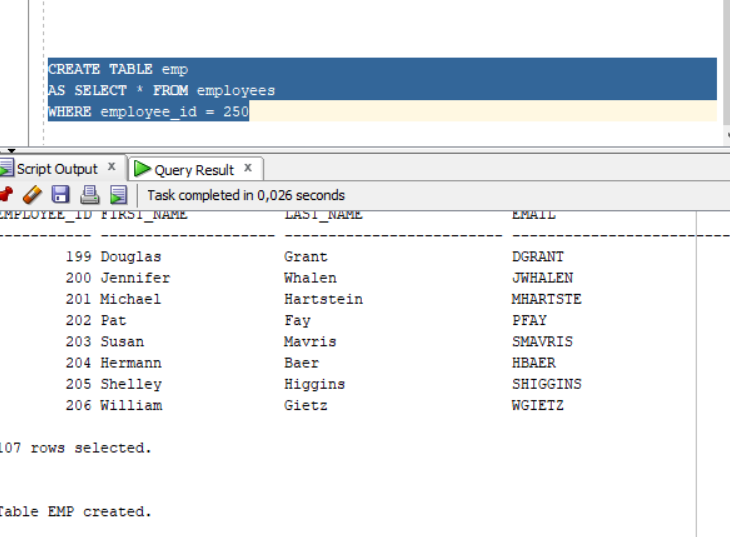 CREATE TABLE emp
AS SELECT * FROM employees
WHERE employee_id = 250
Script Output x Query Result x
Task completed in 0,026 seconds
EMPLOYEE_ID FIRST_NAME LAST_NAME EMAIL
----------- -------------------- ------------------------- -------------------------
199 Douglas Grant DGRANT
200 Jennifer Whalen JWHALEN
201 Michael Hartstein MHARTSTE
202 Pat Fay PFAY
203 Susan Mavris SMAVRIS
204 Hermann Baer HBAER
205 Shelley Higgins SHIGGINS
206 William Gietz WGIETZ
107 rows selected.
Table EMP created.